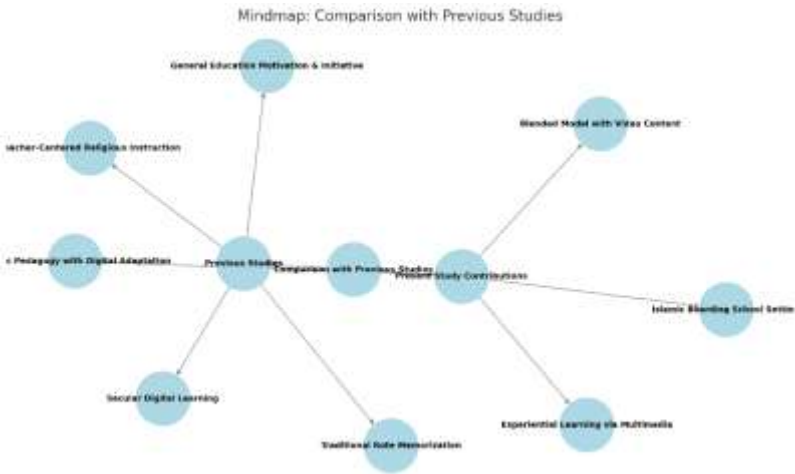 Mindmap: Comparison with Previous Studies
General Education Motivation & Initiative
Blended Model with Video Content
acher-Centered Religious Instruction
c Pedagogy with Digital Adaptation
Previous Studies
Comparison with Previous Studies
Present Study Contributions
Islamic Boarding School Settin
Secular Digital Learning
Experiential Learning via Multimedia
Traditional Rote Memorization